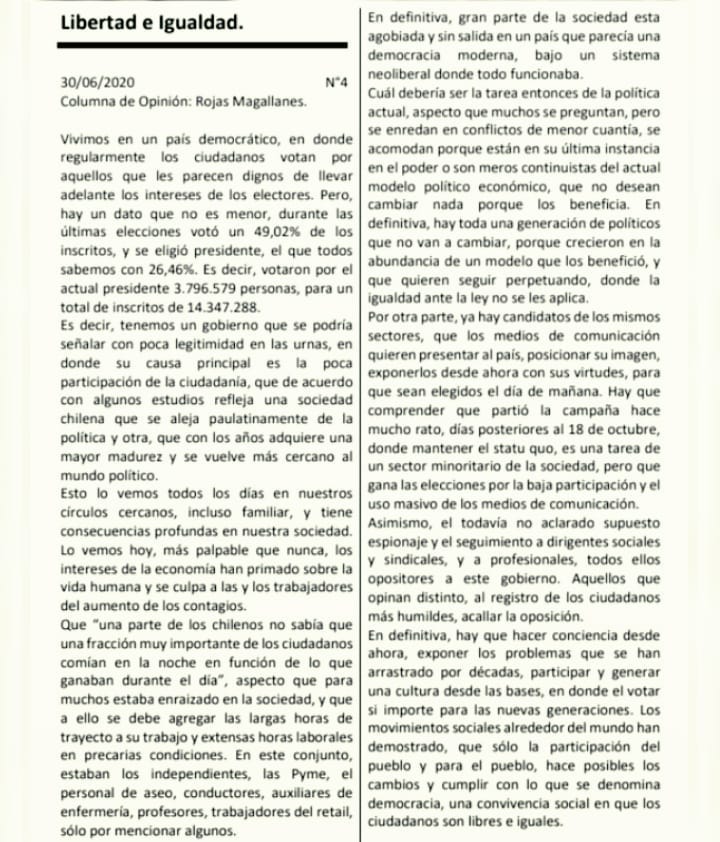 Libertad e Igualdad.
30/06/2020 N°4
Columna de Opinión: Rojas Magallanes.
Vivimos en un país democrático, en donde
regularmente los ciudadanos votan por
aquellos que les parecen dignos de llevar
adelante los intereses de los electores. Pero,
hay un dato que no es menor, durante las
últimas elecciones votó un 49,02% de los
inscritos, y se eligió presidente, el que todos
sabemos con 26,46%. Es decir, votaron por el
actual presidente 3.796.579 personas, para un
total de inscritos de 14.347.288.
Es decir, tenemos un gobierno que se podría
señalar con poca legitimidad en las urnas, en
donde su causa principal es la poca
participación de la ciudadanía, que de acuerdo
con algunos estudios refleja una sociedad
chilena que se aleja paulatinamente de la
política y otra, que con los años adquiere una
mayor madurez y se vuelve más cercano al
mundo político.
Esto lo vemos todos los días en nuestros
círculos cercanos, incluso familiar, y tiene
consecuencias profundas en nuestra sociedad.
Lo vemos hoy, más palpable que nunca, los
intereses de la economía han primado sobre la
vida humana y se culpa a las y los trabajadores
del aumento de los contagios.
Que "una parte de los chilenos no sabía que
una fracción muy importante de los ciudadanos
comían en la noche en función de lo que
ganaban durante el día", aspecto que para
muchos estaba enraizado en la sociedad, y que
a ello se debe agregar las largas horas de
trayecto a su trabajo y extensas horas laborales
en precarias condiciones. En este conjunto,
estaban los independientes, las Pyme, el
personal de aseo, conductores, auxiliares de
enfermería, profesores, trabajadores del retail,
sólo por mencionar algunos.
En definitiva, gran parte de la sociedad esta
agobiada y sin salida en un país que parecía una
democracia moderna, bajo un sistema
neoliberal donde todo funcionaba.
Cuál debería ser la tarea entonces de la política
actual, aspecto que muchos se preguntan, pero
se enredan en conflictos de menor cuantía, se
acomodan porque están en su última instancia
en el poder o son meros continuistas del actual
modelo político económico, que no desean
cambiar nada porque los beneficia. En
definitiva, hay toda una generación de políticos
que no van a cambiar, porque crecieron en la
abundancia de un modelo que los benefició, y
que quieren seguir perpetuando, donde la
igualdad ante la ley no se les aplica.
Por otra parte, ya hay candidatos de los mismos
sectores, que los medios de comunicación
quieren presentar al país, posicionar su imagen,
exponerlos desde ahora con sus virtudes, para
que sean elegidos el día de mañana. Hay que
comprender que partió la campaña hace
mucho rato, días posteriores al 18 de octubre,
donde mantener el statu quo, es una tarea de
un sector minoritario de la sociedad, pero que
gana las elecciones por la baja participación y el
uso masivo de los medios de comunicación.
Asimismo, el todavía no aclarado supuesto
espionaje y el seguimiento a dirigentes sociales
y sindicales, y a profesionales, todos ellos
opositores a este gobierno. Aquellos que
opinan distinto, al registro de los ciudadanos
más humildes, acallar la oposición.
En definitiva, hay que hacer conciencia desde
ahora, exponer los problemas que se han
arrastrado por décadas, participar y generar
una cultura desde las bases, en donde el votar
si importe para las nuevas generaciones. Los
movimientos sociales alrededor del mundo han
demostrado, que sólo la participación del
pueblo y para el pueblo, hace posibles los
cambios y cumplir con lo que se denomina
democracia, una convivencia social en que los
ciudadanos son libres e iguales.